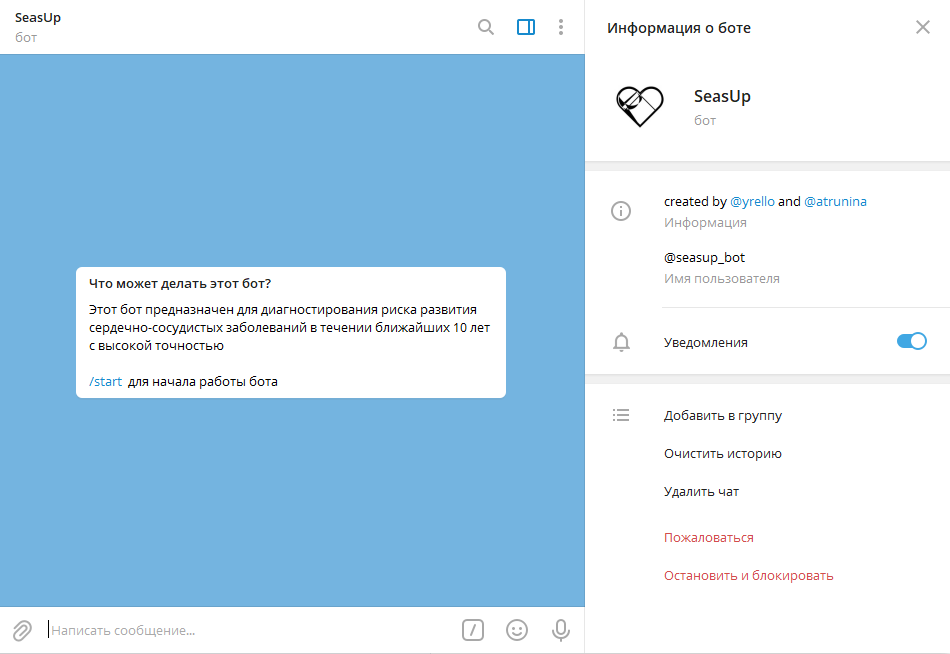 SeasUp
бот
Что может делать этот бот?
Этот бот предназначен для диагностирования риска развития
сердечно-сосудистых заболеваний в течении ближайших 10 лет
с высокой точностью
/start для начала работы бота
Написать сообщение...
Информация о боте
SeasUp
бот
created by @yrello and @atrunina
Информация
@seasup_bot
Имя пользователя
Уведомления
Добавить в группу
Очистить историю
Удалить чат
Пожаловаться
Остановить и блокировать